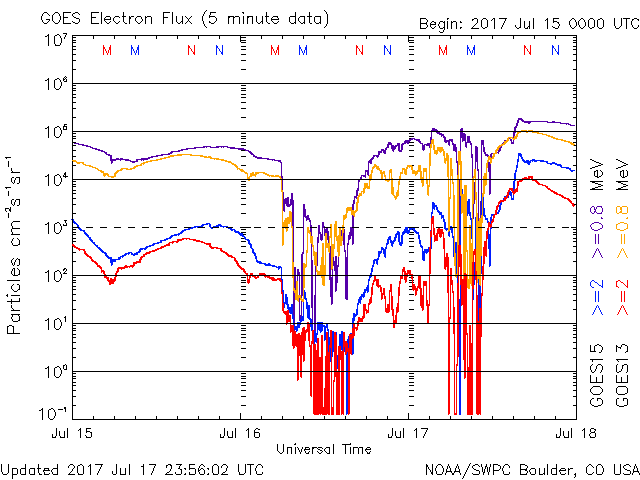 GOES Electron Flux (5 minute data)
Begin: 2017 Jul 15 0000 UTC
10⁷
M M N N M M N N M M N N
10⁶
10⁵
10⁴
10³
10²
10¹
10⁰
10⁻¹
Particles cm⁻²s⁻¹sr⁻¹
Jul 15 Jul 16 Jul 17 Jul 18
Universal Time
GOES15 >=2 >=0.8 MeV
GOES13 >=2 >=0.8 MeV
Updated 2017 Jul 17 23:56:02 UTC
NOAA/SWPC Boulder, CO USA